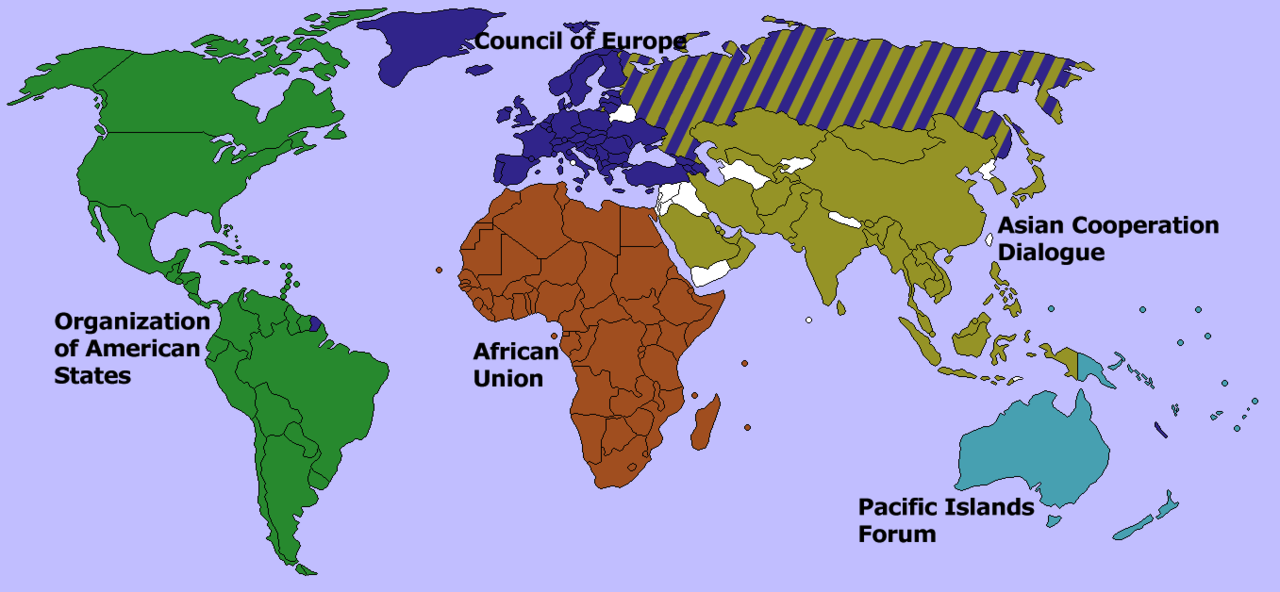 Council of Europe
Asian Cooperation
Dialogue
Organization
of American
States
African
Union
Pacific Islands
Forum